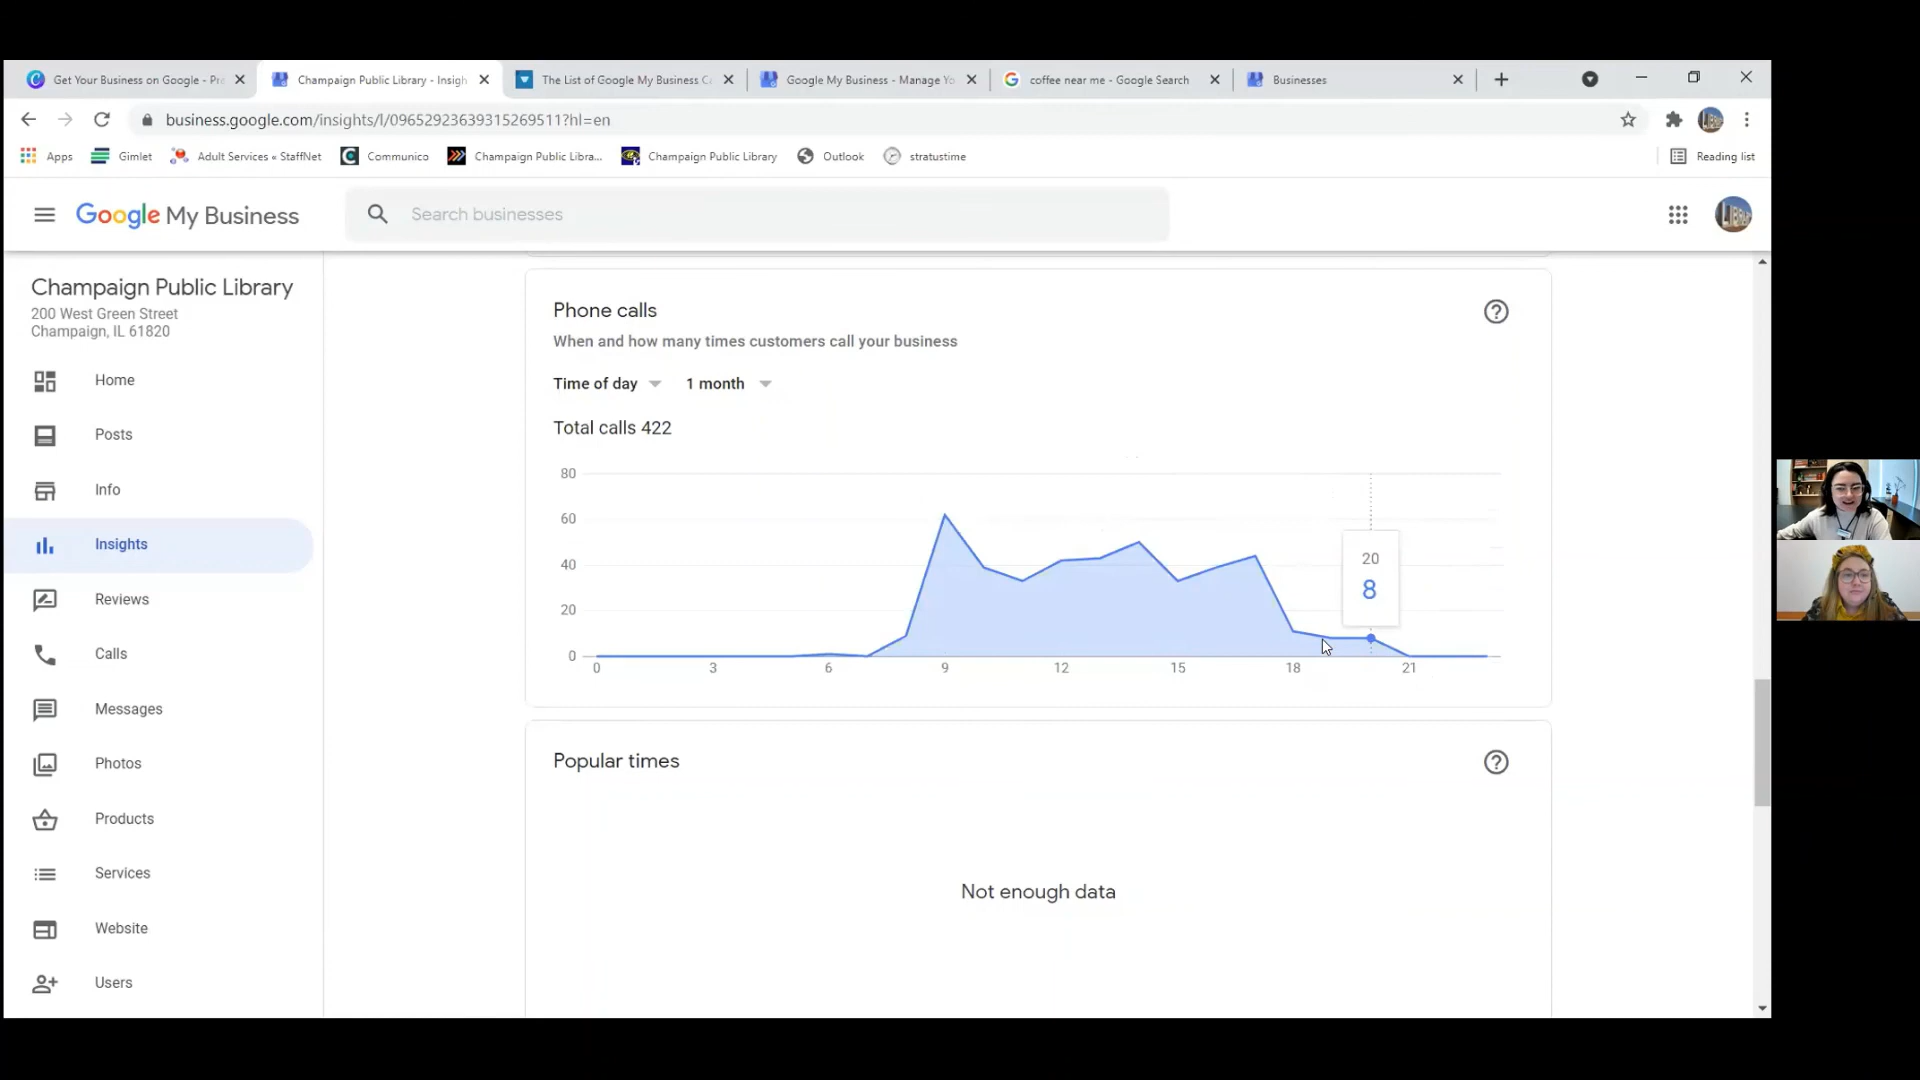 Get Your Business on Google - Pr
Champaign Public Library - Insigh
The List of Google My Business C
Google My Business - Manage Yo
coffee near me - Google Search
Businesses
business.google.com/insights/l/09652923639315269511?hl=en
Apps
Gimlet
Adult Services « StaffNet
Communico
Champaign Public Libra...
Champaign Public Library
Outlook
stratustime
Reading list
Google My Business
Search businesses
Champaign Public Library
200 West Green Street
Champaign, IL 61820
Home
Posts
Info
Insights
Reviews
Calls
Messages
Photos
Products
Services
Website
Users
Phone calls
When and how many times customers call your business
Time of day
1 month
Total calls 422
80
60
40
20
0
0 3 6 9 12 15 18 21
20
8
Popular times
Not enough data